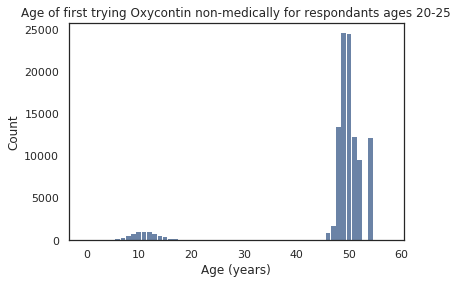 Age of first trying Oxycontin non-medically for respondants ages 20-25
25000
20000
15000
10000
5000
0
Count
0 10 20 30 40 50 60
Age (years)